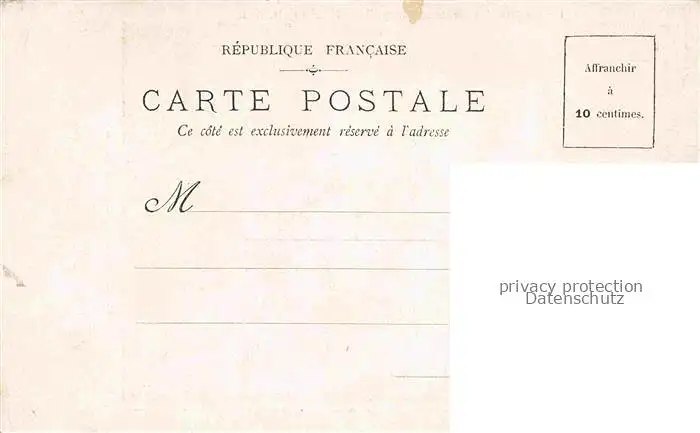 RÉPUBLIQUE FRANÇAISE
CARTE POSTALE
Ce côté est exclusivement réservé à l'adresse
Affranchir
à
10 centimes.
M
privacy protection
Datenschutz